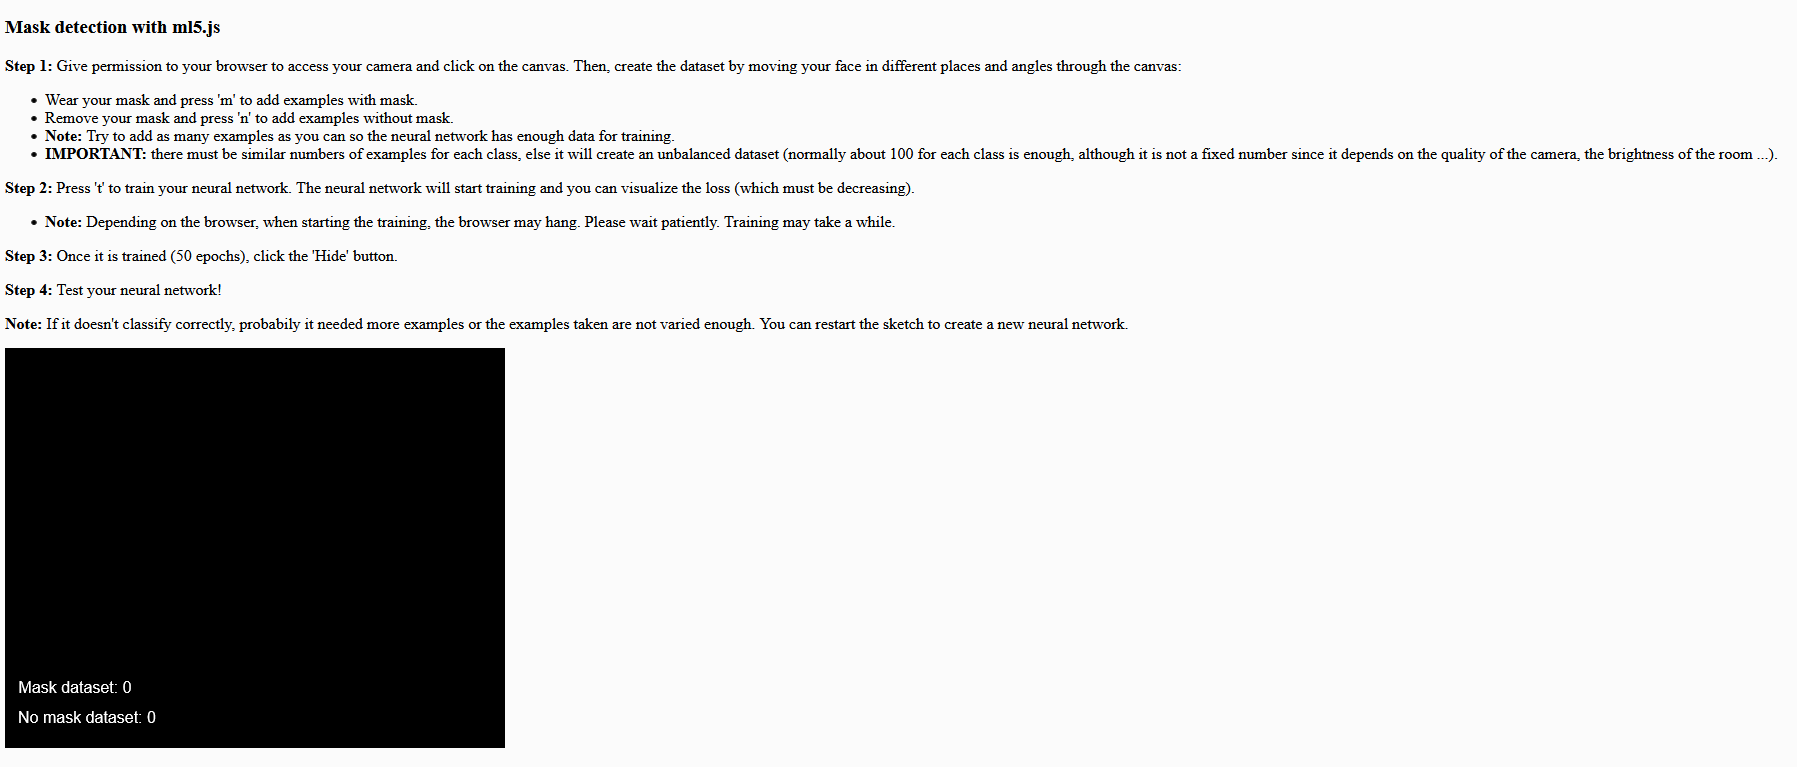 Mask detection with ml5.js
Step 1: Give permission to your browser to access your camera and click on the canvas. Then, create the dataset by moving your face in different places and angles through the canvas:
• Wear your mask and press 'm' to add examples with mask.
• Remove your mask and press 'n' to add examples without mask.
• Note: Try to add as many examples as you can so the neural network has enough data for training.
• IMPORTANT: there must be similar numbers of examples for each class, else it will create an unbalanced dataset (normally about 100 for each class is enough, although it is not a fixed number since it depends on the quality of the camera, the brightness of the room ...).
Step 2: Press 't' to train your neural network. The neural network will start training and you can visualize the loss (which must be decreasing).
• Note: Depending on the browser, when starting the training, the browser may hang. Please wait patiently. Training may take a while.
Step 3: Once it is trained (50 epochs), click the 'Hide' button.
Step 4: Test your neural network!
Note: If it doesn't classify correctly, probabily it needed more examples or the examples taken are not varied enough. You can restart the sketch to create a new neural network.
Mask dataset: 0
No mask dataset: 0